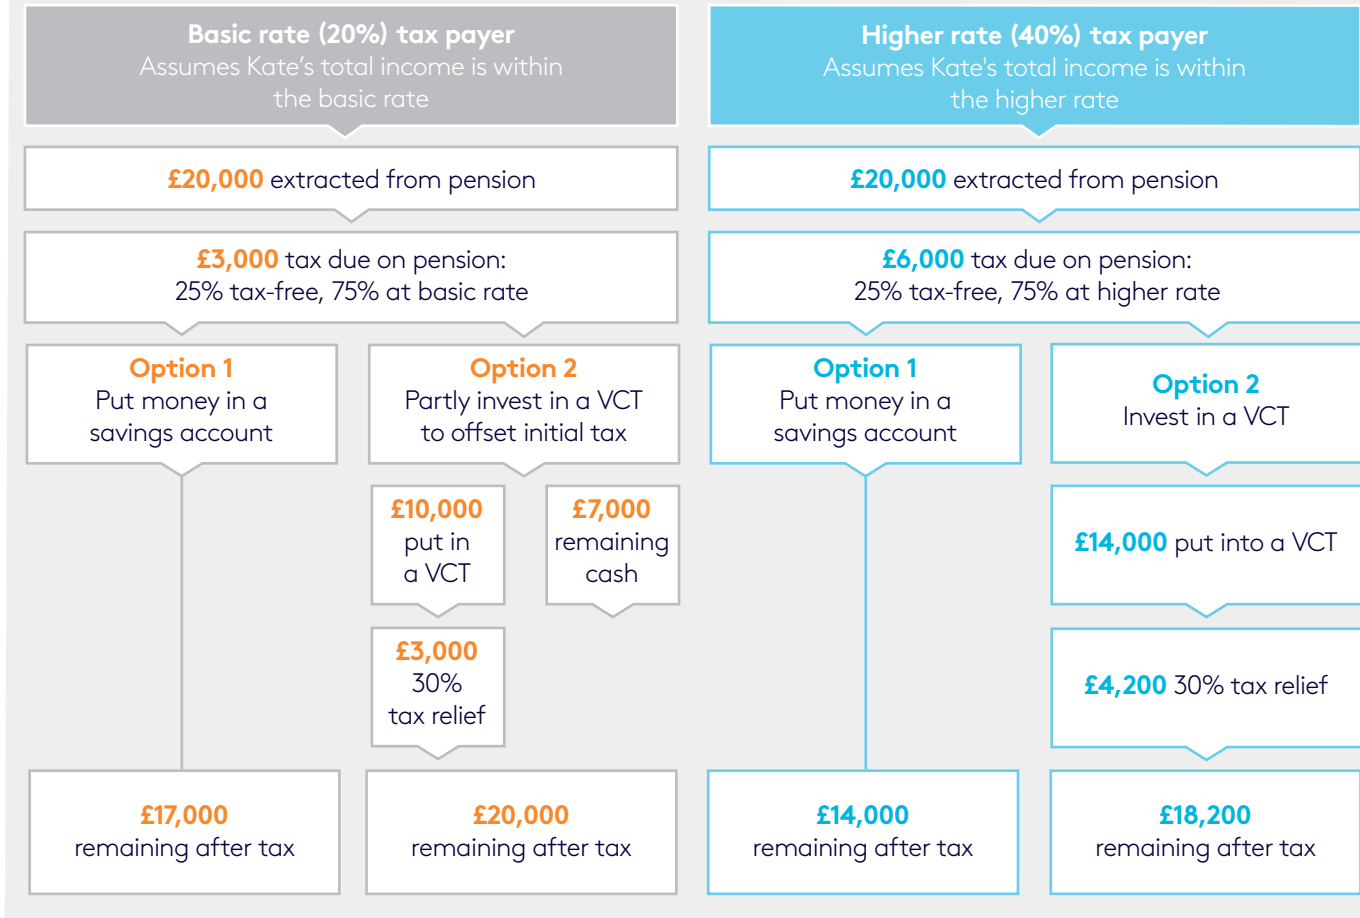 Basic rate (20%) tax payer
Assumes Kate’s total income is within
the basic rate
£20,000 extracted from pension
£3,000 tax due on pension:
25% tax-free, 75% at basic rate
Option 1
Put money in a
savings account
Option 2
Partly invest in a VCT
to offset initial tax
£10,000
put in
a VCT
£7,000
remaining
cash
£3,000
30%
tax relief
£17,000
remaining after tax
£20,000
remaining after tax
Higher rate (40%) tax payer
Assumes Kate's total income is within
the higher rate
£20,000 extracted from pension
£6,000 tax due on pension:
25% tax-free, 75% at higher rate
Option 1
Put money in a
savings account
Option 2
Invest in a VCT
£14,000 put into a VCT
£4,200 30% tax relief
£14,000
remaining after tax
£18,200
remaining after tax